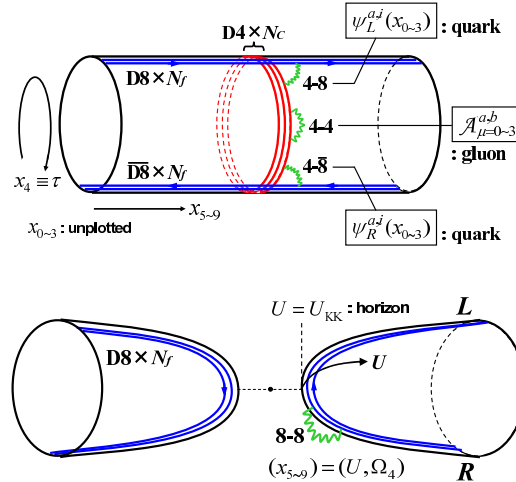 D4 × N_C
ψ_L^{a,i}(x_{0~3}) : quark
D8 × N_f
4-8
4-4
𝒜_{μ=0~3}^{a,b}
: gluon
D̅8̅ × N_f
4-8̅
x_4 ≡ τ
x_{5~9}
x_{0~3} : unplotted
ψ_R^{a,i}(x_{0~3}) : quark
U = U_{KK} : horizon
L
D8 × N_f
U
8-8
(x_{5~9}) = (U, Ω_4)
R